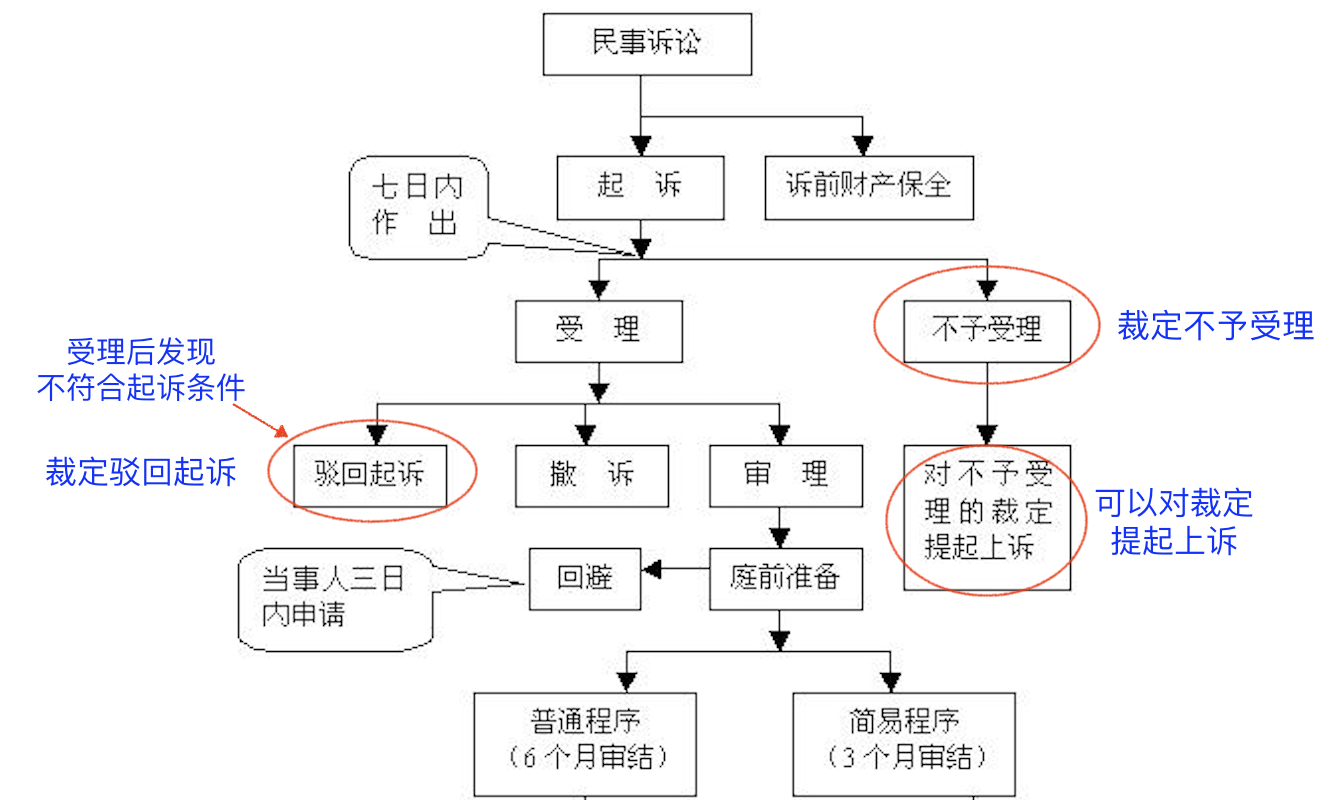 民事诉讼
起 诉
诉前财产保全
七日内
作 出
受 理
不予受理
裁定不予受理
受理后发现
不符合起诉条件
裁定驳回起诉
驳回起诉
撤 诉
审 理
对不予受
理的裁定
提起上诉
可以对裁定
提起上诉
当事人三日
内申请
回避
庭前准备
普通程序
（6个月审结）
简易程序
（3个月审结）